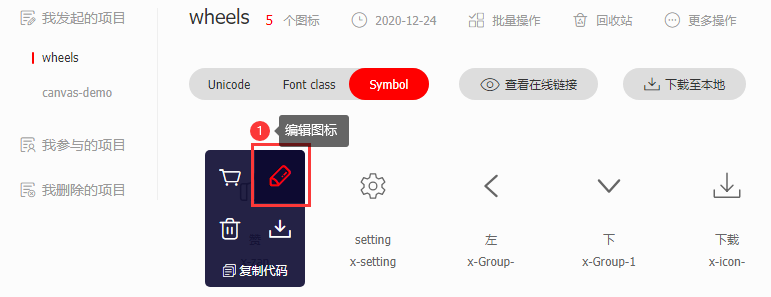 我发起的项目
wheels
canvas-demo
我参与的项目
我删除的项目
wheels 5 个图标 2020-12-24 批量操作 回收站 更多操作
Unicode Font class Symbol 查看在线链接 下载至本地
1 编辑图标
复制代码
setting 左 下 下载
x-setting x-Group- x-Group-1 x-icon-